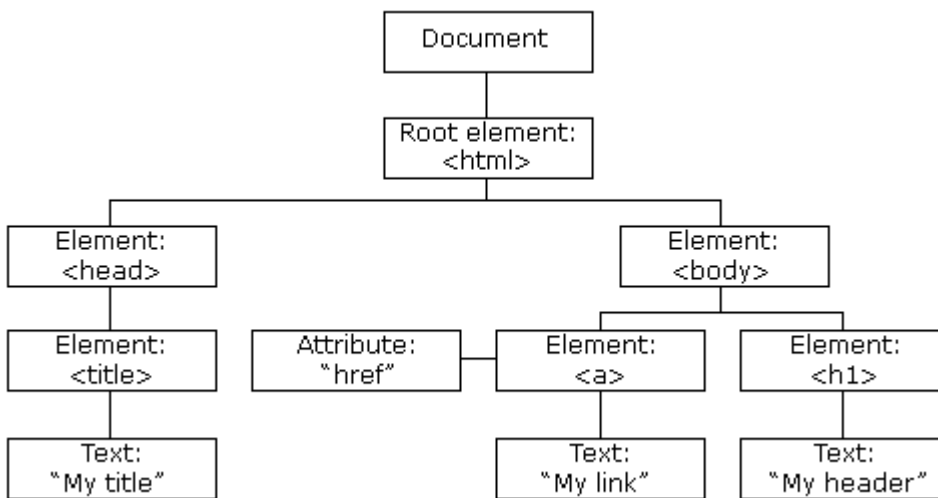 Document
Root element:
<html>
Element:
<head>
Element:
<body>
Element:
<title>
Attribute:
“href”
Element:
<a>
Element:
<h1>
Text:
“My title”
Text:
“My link”
Text:
“My header”